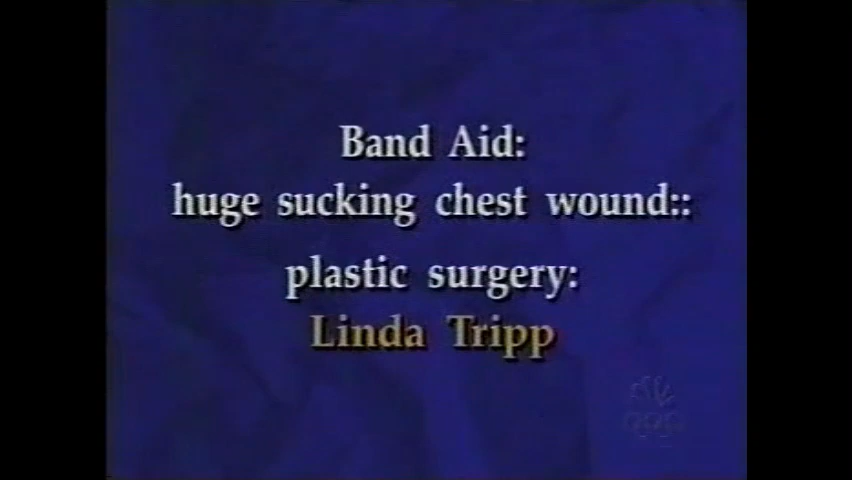 Band Aid:
huge sucking chest wound::
plastic surgery:
Linda Tripp